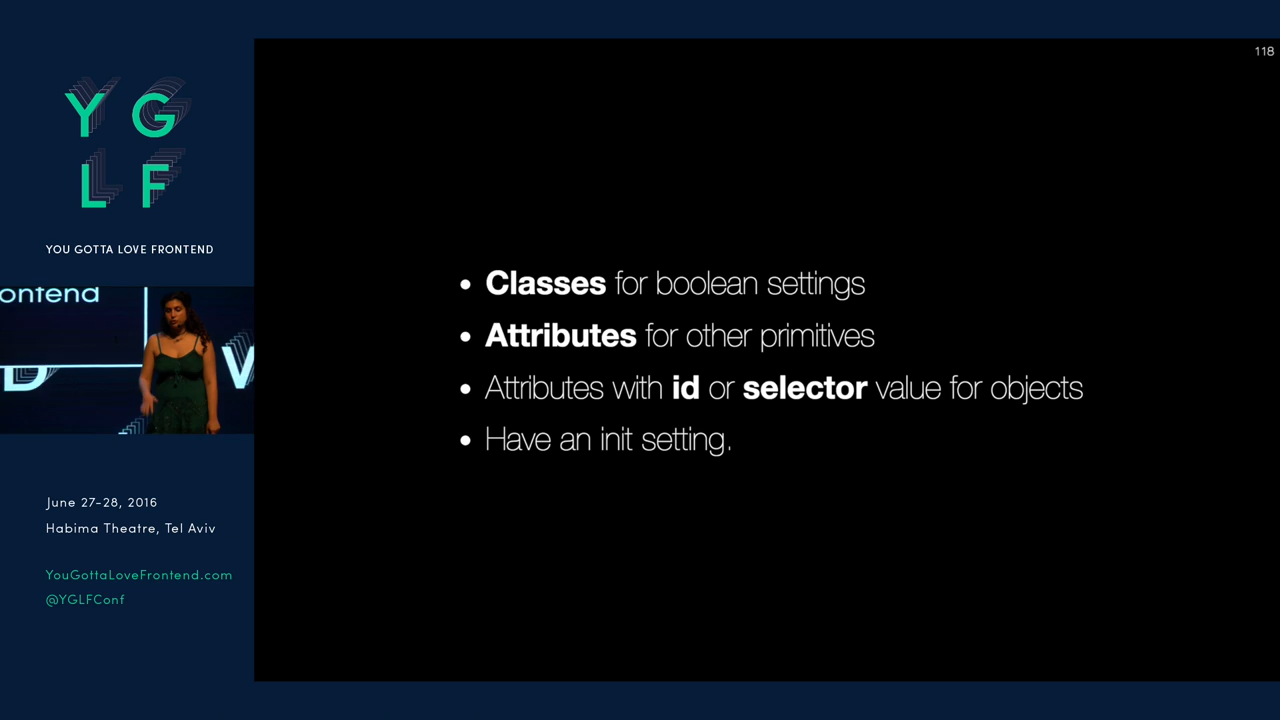 118
Y G
L F
YOU GOTTA LOVE FRONTEND
ontend
D
• Classes for boolean settings
• Attributes for other primitives
• Attributes with id or selector value for objects
• Have an init setting.
June 27-28, 2016
Habima Theatre, Tel Aviv
YouGottaLoveFrontend.com
@YGLFConf